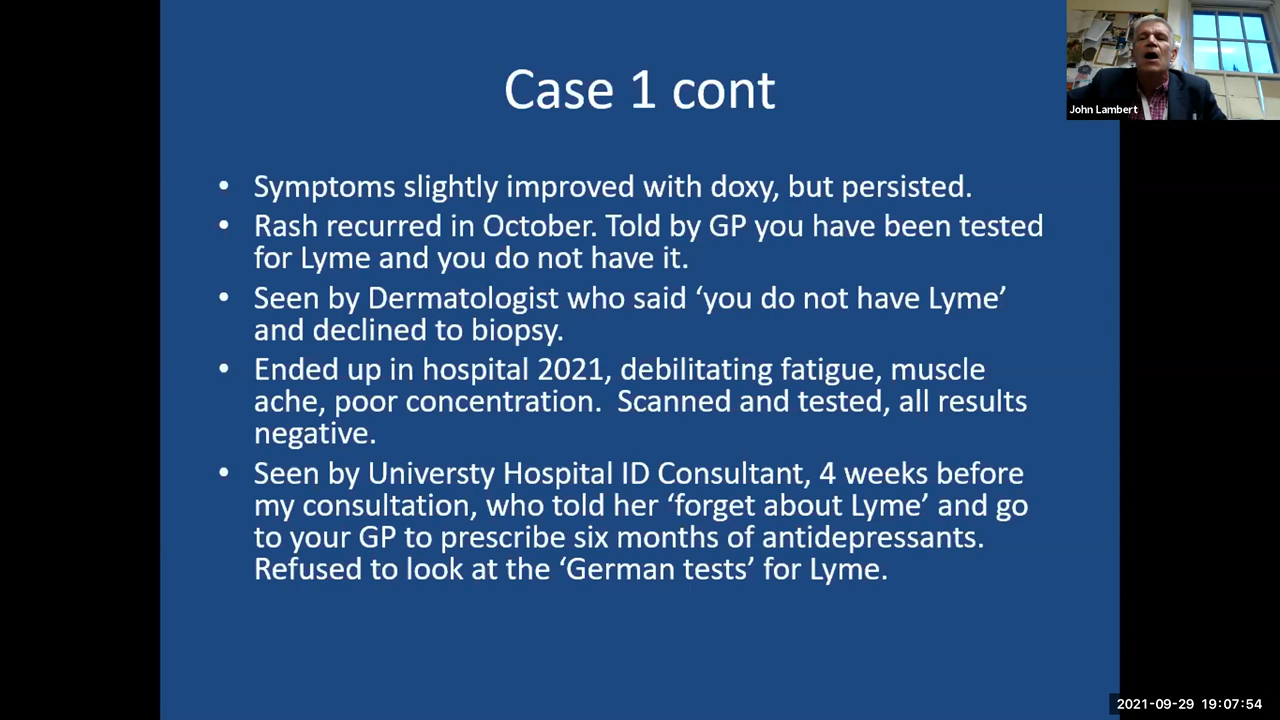 Case 1 cont
John Lambert
• Symptoms slightly improved with doxy, but persisted.
• Rash recurred in October. Told by GP you have been tested
for Lyme and you do not have it.
• Seen by Dermatologist who said ‘you do not have Lyme’
and declined to biopsy.
• Ended up in hospital 2021, debilitating fatigue, muscle
ache, poor concentration.  Scanned and tested, all results
negative.
• Seen by Universty Hospital ID Consultant, 4 weeks before
my consultation, who told her ‘forget about Lyme’ and go
to your GP to prescribe six months of antidepressants.
Refused to look at the ‘German tests’ for Lyme.
2021-09-29 19:07:54